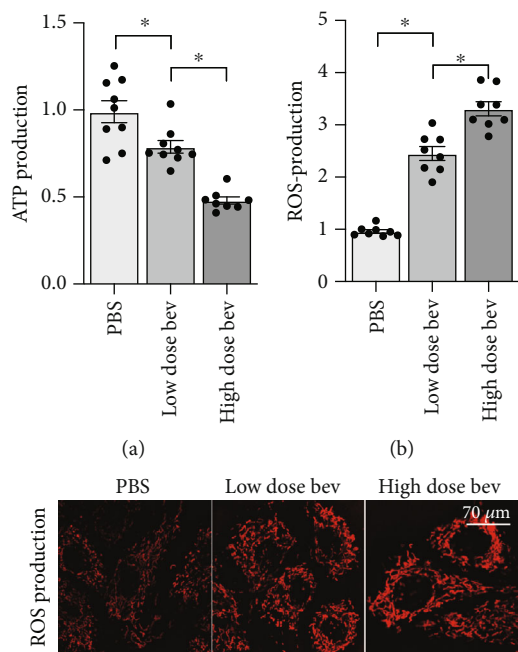 ATP production
1.5
1.0
0.5
0.0
*
*
PBS
Low dose bev
High dose bev
(a)
ROS-production
5
4
3
2
1
0
*
*
PBS
Low dose bev
High dose bev
(b)
PBS
Low dose bev
High dose bev
ROS production
70 μm